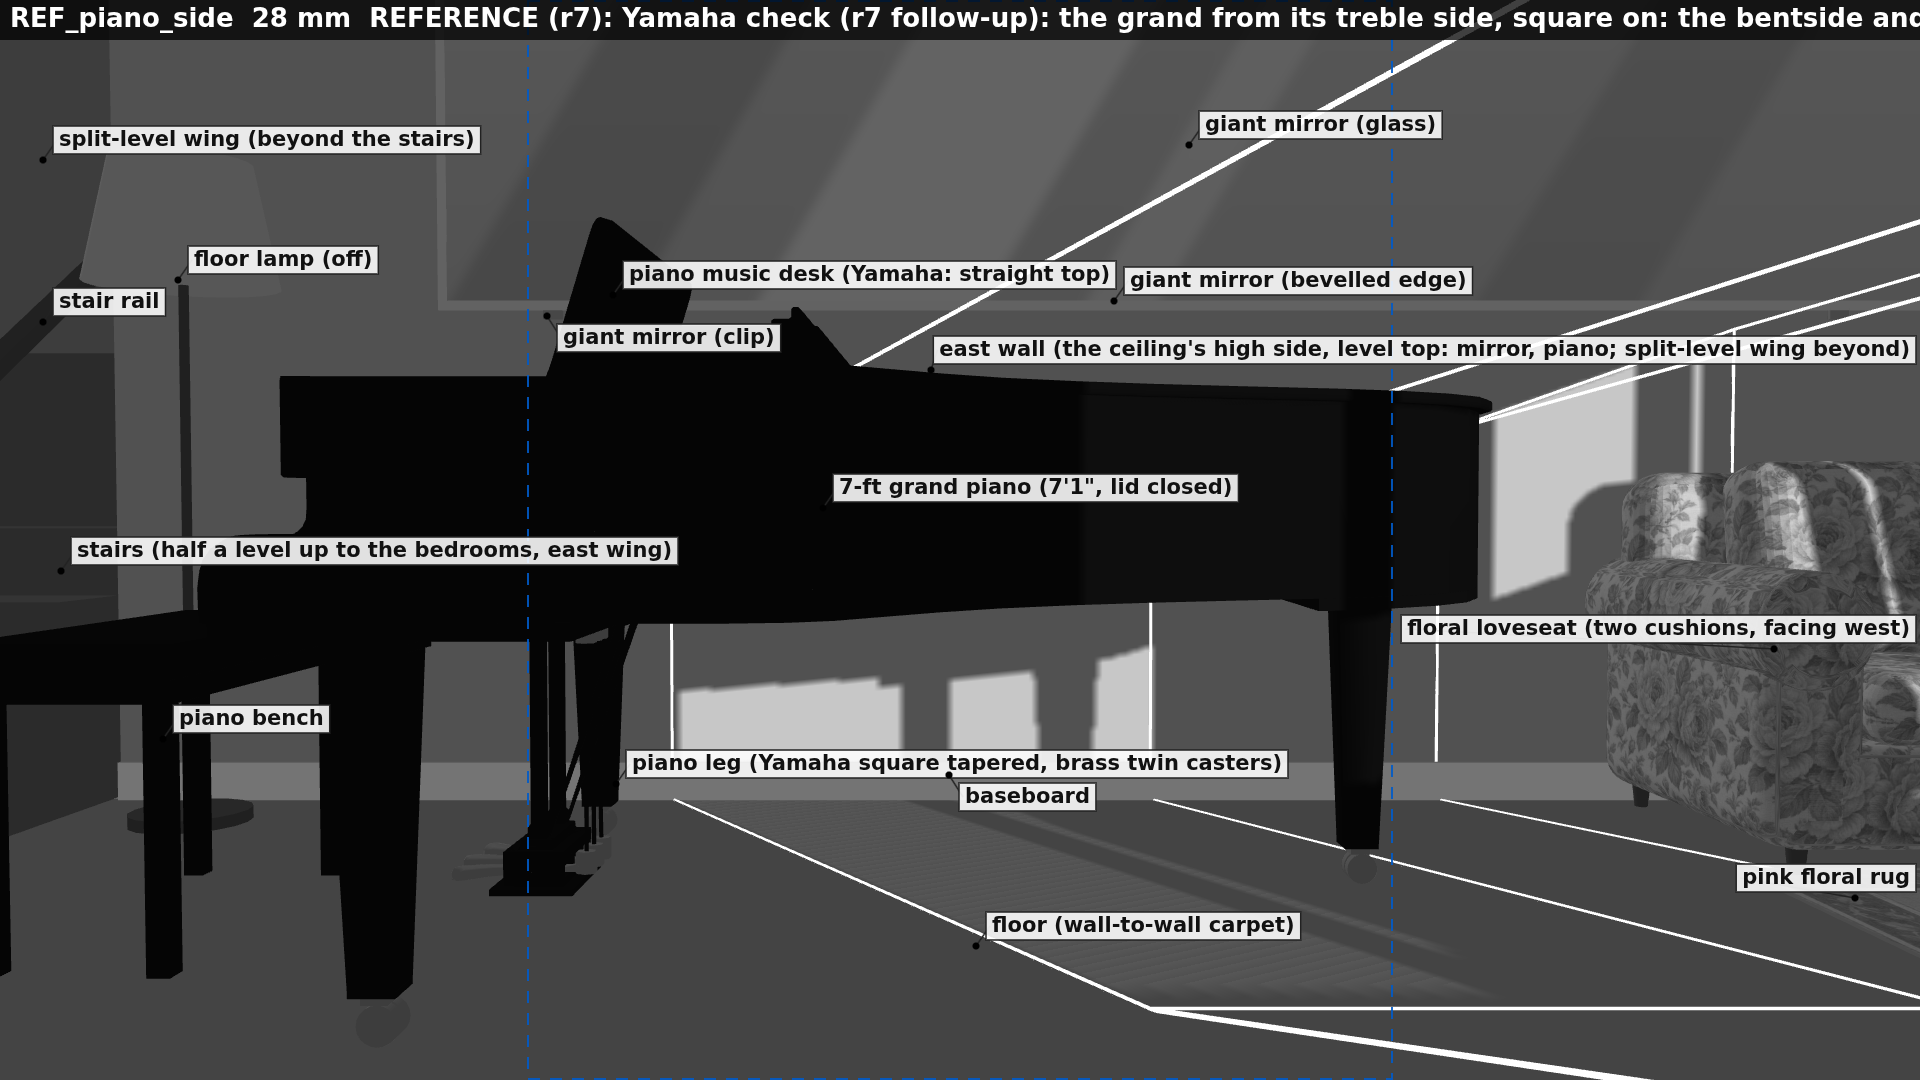 REF_piano_side 28 mm REFERENCE (r7): Yamaha check (r7 follow-up): the grand from its treble side, square on: the bentside and
giant mirror (glass)
split-level wing (beyond the stairs)
floor lamp (off)
piano music desk (Yamaha: straight top)
giant mirror (bevelled edge)
stair rail
giant mirror (clip)
east wall (the ceiling's high side, level top: mirror, piano; split-level wing beyond)
7-ft grand piano (7'1", lid closed)
stairs (half a level up to the bedrooms, east wing)
floral loveseat (two cushions, facing west)
piano bench
piano leg (Yamaha square tapered, brass twin casters)
baseboard
pink floral rug
floor (wall-to-wall carpet)